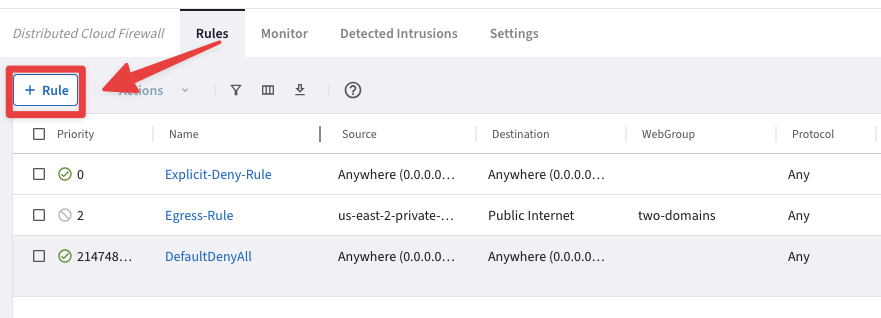 Distributed Cloud Firewall Rules Monitor Detected Intrusions Settings
+ Rule Actions
Priority Name Source Destination WebGroup Protocol
0 Explicit-Deny-Rule Anywhere (0.0.0.0... Anywhere (0.0.0.0... Any
2 Egress-Rule us-east-2-private-... Public Internet two-domains Any
214748... DefaultDenyAll Anywhere (0.0.0.0... Anywhere (0.0.0.0... Any